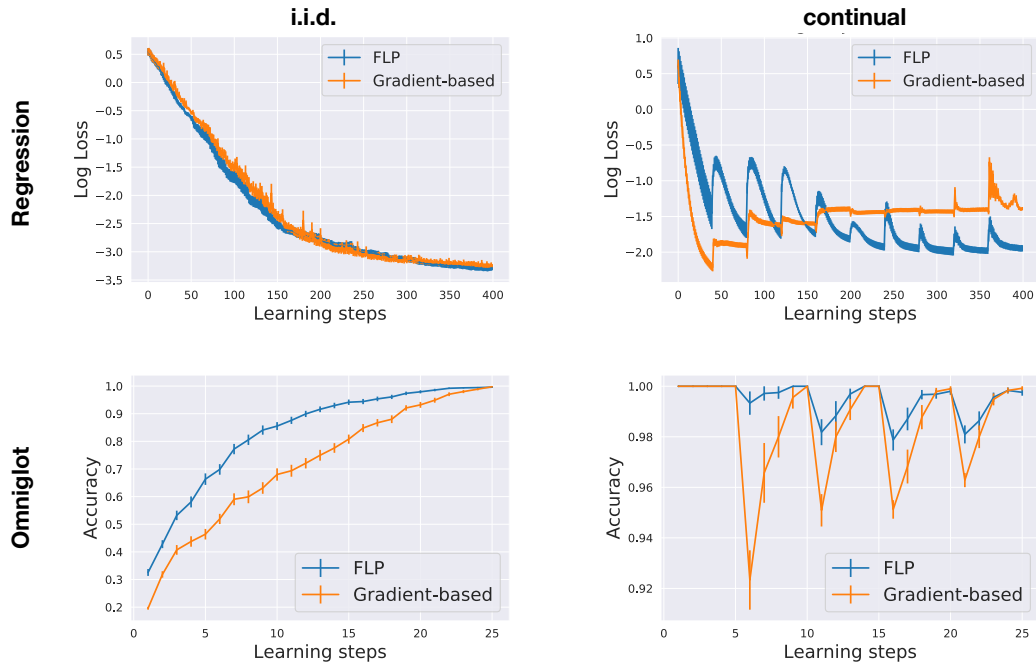 i.i.d.
continual
Regression
Log Loss
0.5
0.0
−0.5
−1.0
−1.5
−2.0
−2.5
−3.0
−3.5
FLP
Gradient-based
0 50 100 150 200 250 300 350 400
Learning steps
Log Loss
1.0
0.5
0.0
−0.5
−1.0
−1.5
−2.0
FLP
Gradient-based
0 50 100 150 200 250 300 350 400
Learning steps
Omniglot
Accuracy
1.0
0.9
0.8
0.7
0.6
0.5
0.4
0.3
0.2
FLP
Gradient-based
0 5 10 15 20 25
Learning steps
Accuracy
1.00
0.98
0.96
0.94
0.92
FLP
Gradient-based
0 5 10 15 20 25
Learning steps